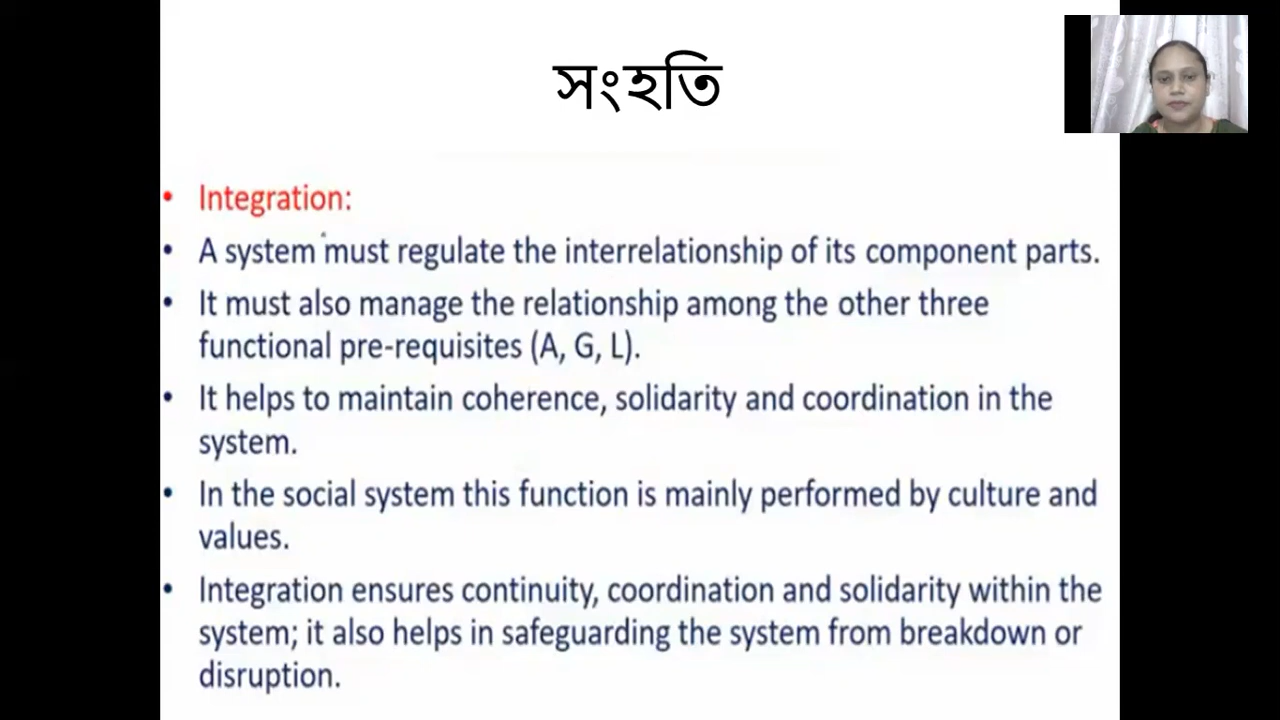 সংহতি
• Integration:
• A system must regulate the interrelationship of its component parts.
• It must also manage the relationship among the other three
functional pre-requisites (A, G, L).
• It helps to maintain coherence, solidarity and coordination in the
system.
• In the social system this function is mainly performed by culture and
values.
• Integration ensures continuity, coordination and solidarity within the
system; it also helps in safeguarding the system from breakdown or
disruption.